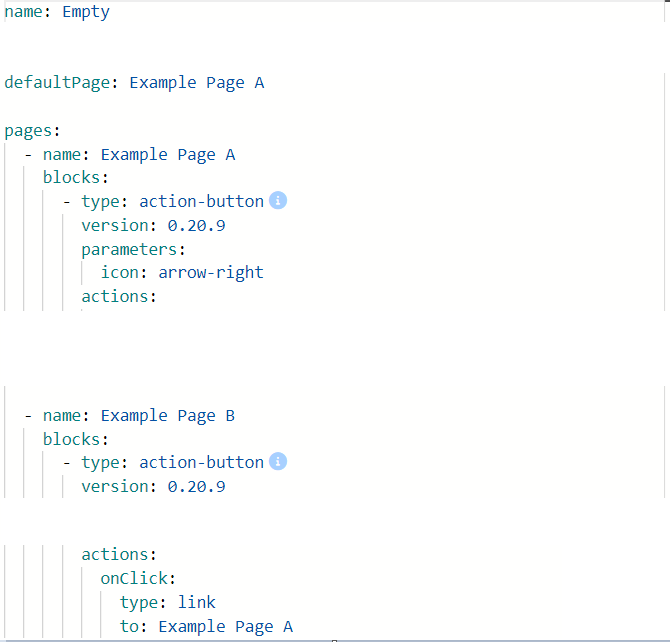 name: Empty
defaultPage: Example Page A
pages:
  - name: Example Page A
    blocks:
      - type: action-button
        version: 0.20.9
        parameters:
          icon: arrow-right
        actions:
  - name: Example Page B
    blocks:
      - type: action-button
        version: 0.20.9
        actions:
          onClick:
            type: link
            to: Example Page A